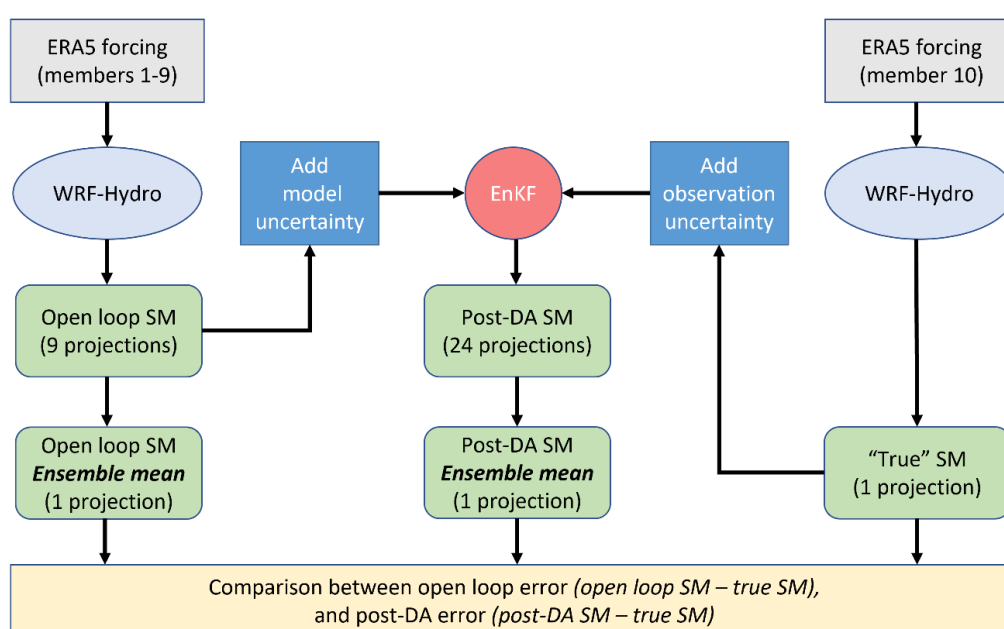 ERA5 forcing
(members 1-9)
ERA5 forcing
(member 10)
WRF-Hydro
Add
model
uncertainty
EnKF
Add
observation
uncertainty
WRF-Hydro
Open loop SM
(9 projections)
Post-DA SM
(24 projections)
Open loop SM
Ensemble mean
(1 projection)
Post-DA SM
Ensemble mean
(1 projection)
“True” SM
(1 projection)
Comparison between open loop error (open loop SM – true SM),
and post-DA error (post-DA SM – true SM)